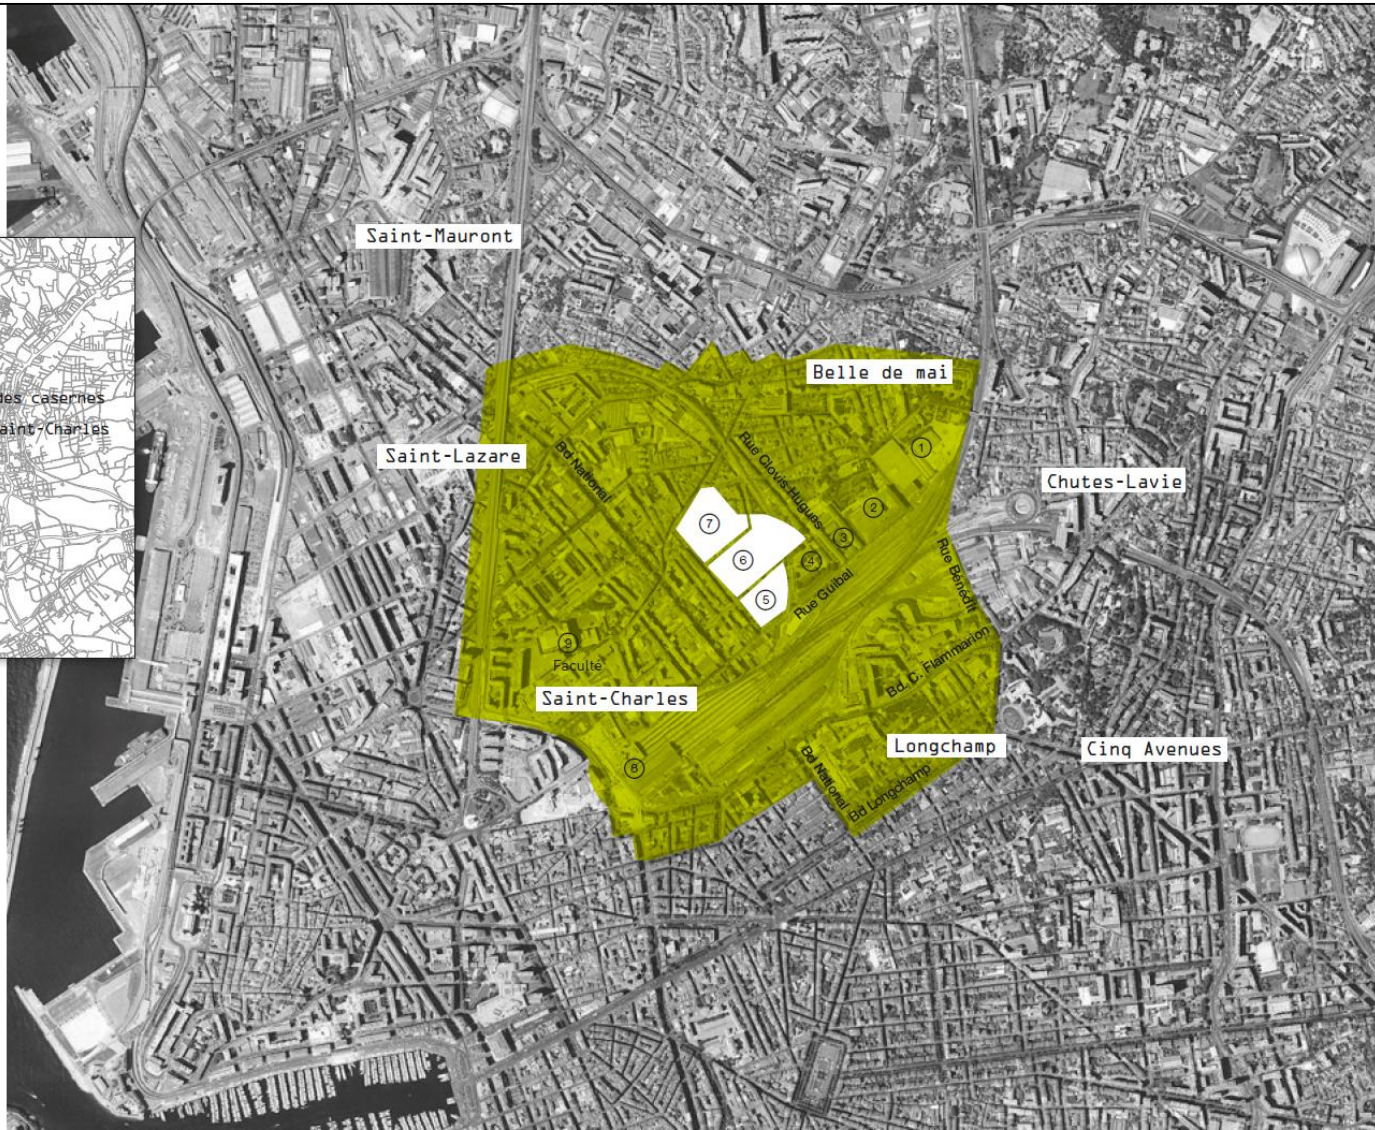 Saint-Mauront
Belle de mai
des casernes
Saint-Charles
Saint-Lazare
Bd National
Rue Clovis Hugues
1
Chutes-Lavie
2
7
3
6
4
Rue Guibal
Rue Bénédit
5
9
Faculté
Bd. C. Flammarion
Saint-Charles
Longchamp
Cinq Avenues
8
Bd National
Bd Longchamp